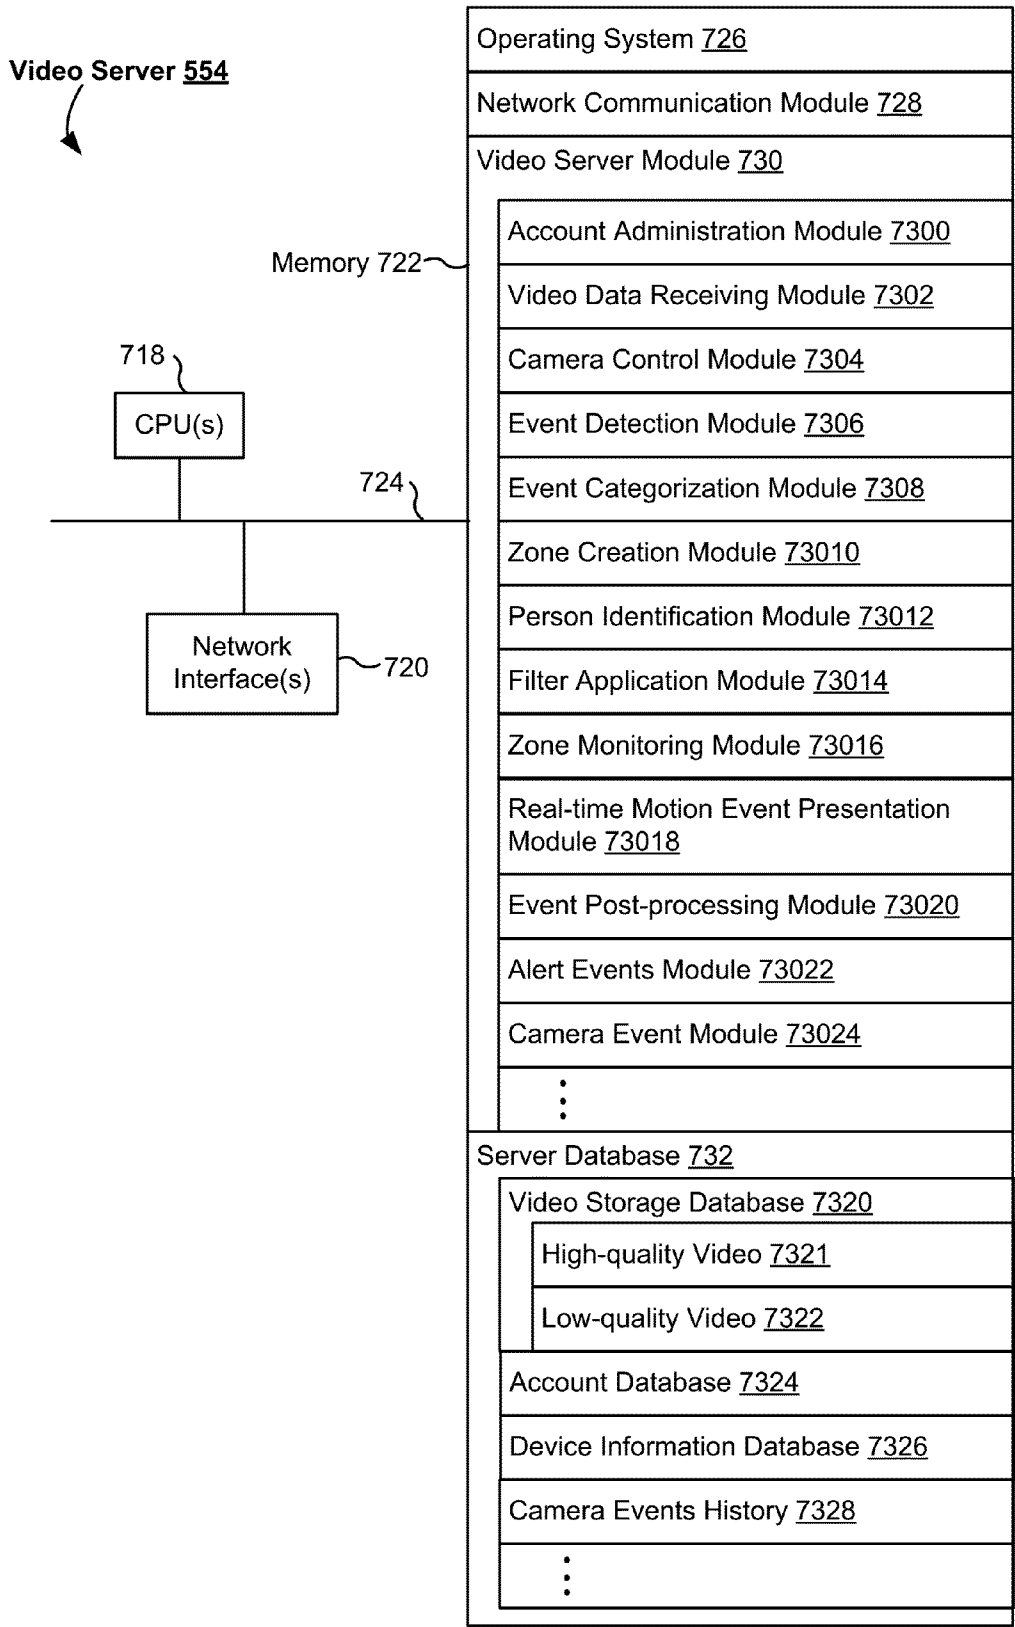 Video Server 554
Operating System 726
Network Communication Module 728
Video Server Module 730
Account Administration Module 7300
Memory 722
Video Data Receiving Module 7302
Camera Control Module 7304
718
CPU(s)
Event Detection Module 7306
724
Event Categorization Module 7308
Zone Creation Module 73010
Person Identification Module 73012
Network
Interface(s)
720
Filter Application Module 73014
Zone Monitoring Module 73016
Real-time Motion Event Presentation
Module 73018
Event Post-processing Module 73020
Alert Events Module 73022
Camera Event Module 73024
Server Database 732
Video Storage Database 7320
High-quality Video 7321
Low-quality Video 7322
Account Database 7324
Device Information Database 7326
Camera Events History 7328